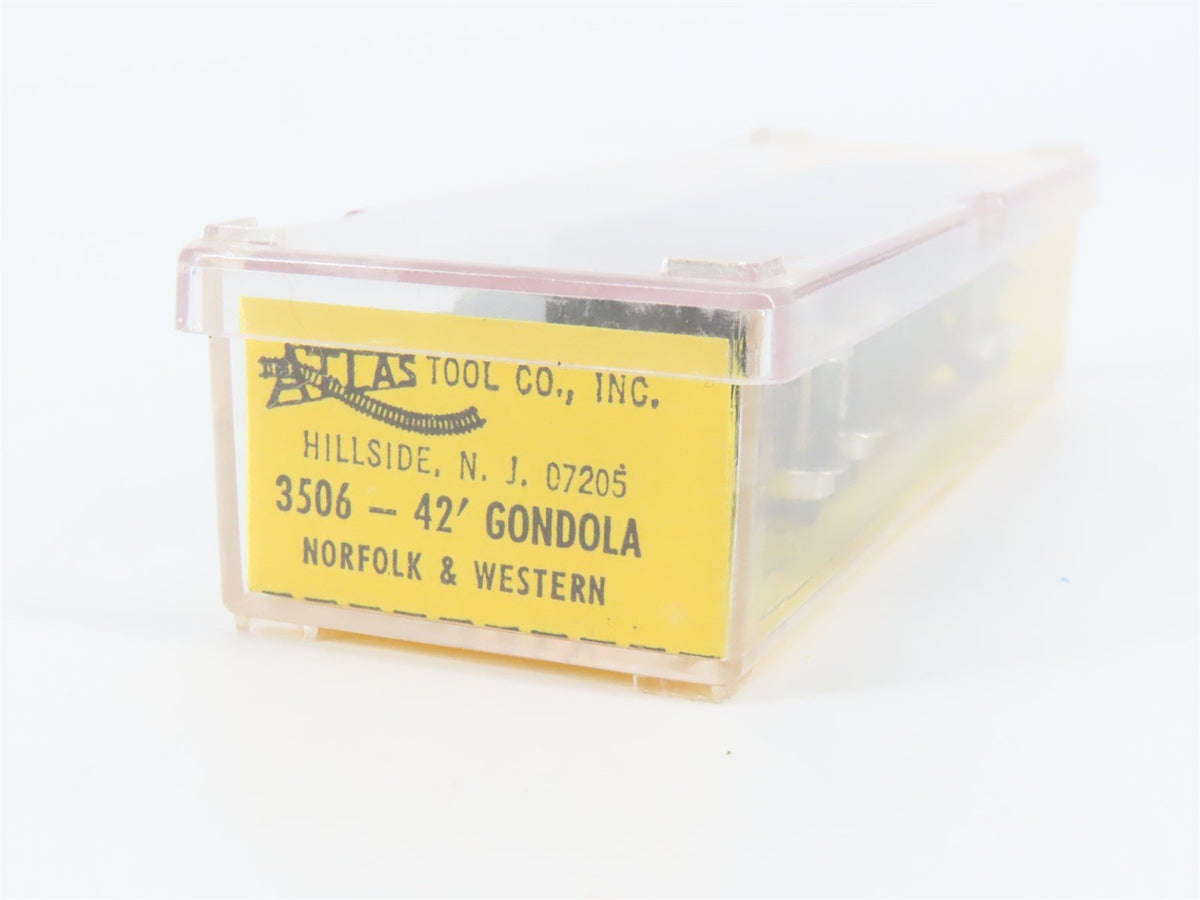 ATLAS TOOL CO., INC.
HILLSIDE, N. J. 07205
3506 – 42' GONDOLA
NORFOLK & WESTERN